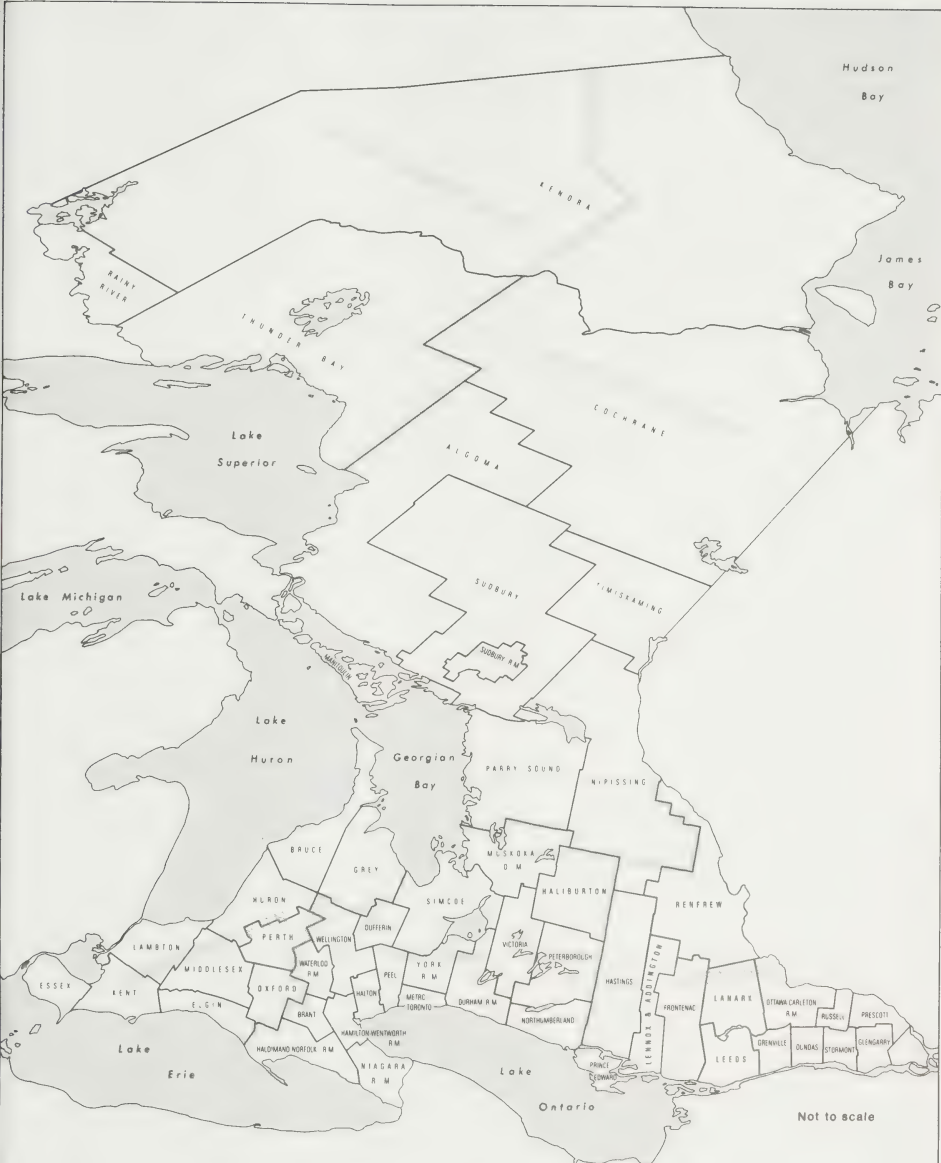 Hudson
Bay
KENORA
James
Bay
RAINY
RIVER
THUNDER BAY
COCHRANE
Lake
Superior
ALGOMA
Lake Michigan
SUDBURY
TIMISKAMING
SUDBURY R.M
MANITOULIN
Lake
Huron
Georgian
Bay
PARRY SOUND
NIPISSING
BRUCE
GREY
MUSKOKA
D M
HALIBURTON
RENFREW
HURON
SIMCOE
PERTH
WELLINGTON
DUFFERIN
VICTORIA
PETERBOROUGH
LAMBTON
MIDDLESEX
WATERLOO
R M
PEEL
YORK
R M
HASTINGS
LENNOX & ADDINGTON
FRONTENAC
LANARK
OTTAWA CARLETON
R M
RUSSELL
PRESCOTT
ESSEX
KENT
ELGIN
OXFORD
BRANT
HALTON
METRO
TORONTO
DURHAM R M
NORTHUMBERLAND
GRENVILLE
DUNDAS
STORMONT
GLENGARRY
LEEDS
HAMILTON-WENTWORTH
R M
HALDIMAND NORFOLK R M
NIAGARA
R M
PRINCE
EDWARD
Lake
Erie
Lake
Ontario
Not to scale